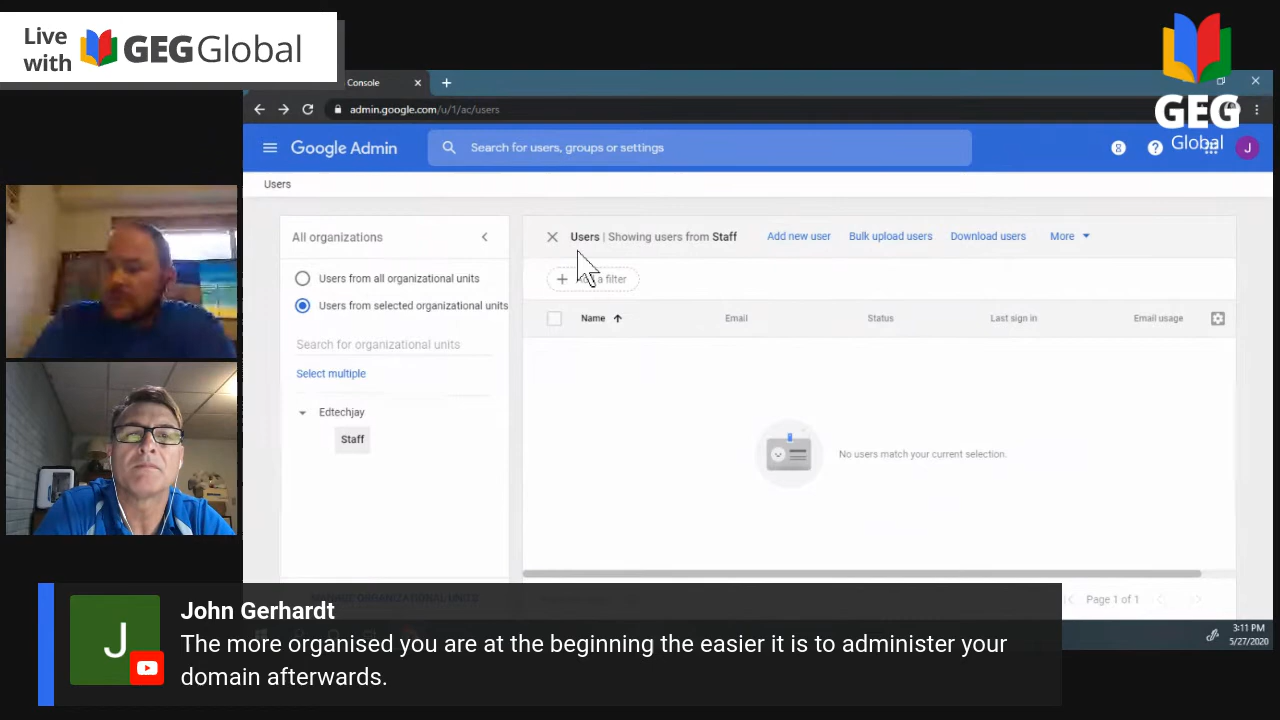 Live
with
GEG Global
GEG
Global
Console
admin.google.com/u/1/ac/users
Google Admin
Search for users, groups or settings
J
Users
All organizations
Users from all organizational units
Users from selected organizational units
Search for organizational units
Select multiple
Edtechjay
Staff
Users | Showing users from Staff
Add new user
Bulk upload users
Download users
More
a filter
Name
Email
Status
Last sign in
Email usage
No users match your current selection.
MANAGE ORGANIZATIONAL UNITS
Page 1 of 1
3:11 PM
5/27/2020
J
John Gerhardt
The more organised you are at the beginning the easier it is to administer your
domain afterwards.